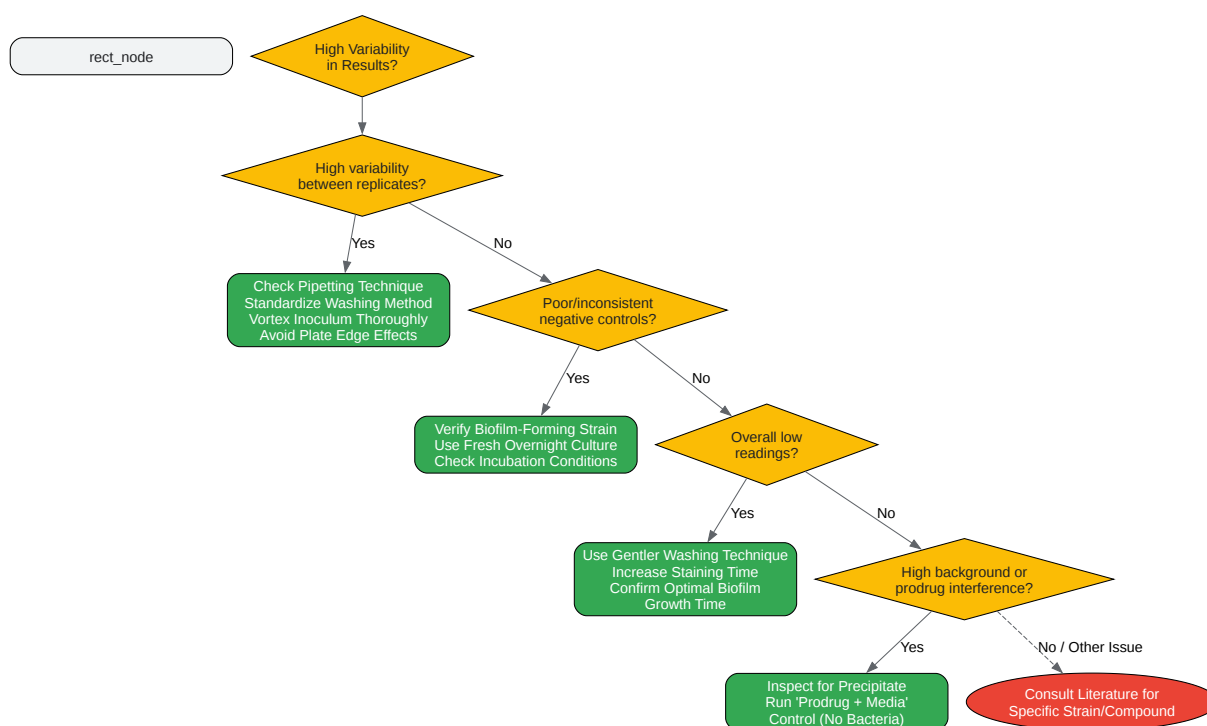 rect_node
High Variability
in Results?
High variability
between replicates?
Yes
No
Check Pipetting Technique
Standardize Washing Method
Vortex Inoculum Thoroughly
Avoid Plate Edge Effects
Poor/inconsistent
negative controls?
Yes
No
Verify Biofilm-Forming Strain
Use Fresh Overnight Culture
Check Incubation Conditions
Overall low
readings?
Yes
No
Use Gentler Washing Technique
Increase Staining Time
Confirm Optimal Biofilm
Growth Time
High background or
prodrug interference?
Yes
No / Other Issue
Inspect for Precipitate
Run 'Prodrug + Media'
Control (No Bacteria)
Consult Literature for
Specific Strain/Compound